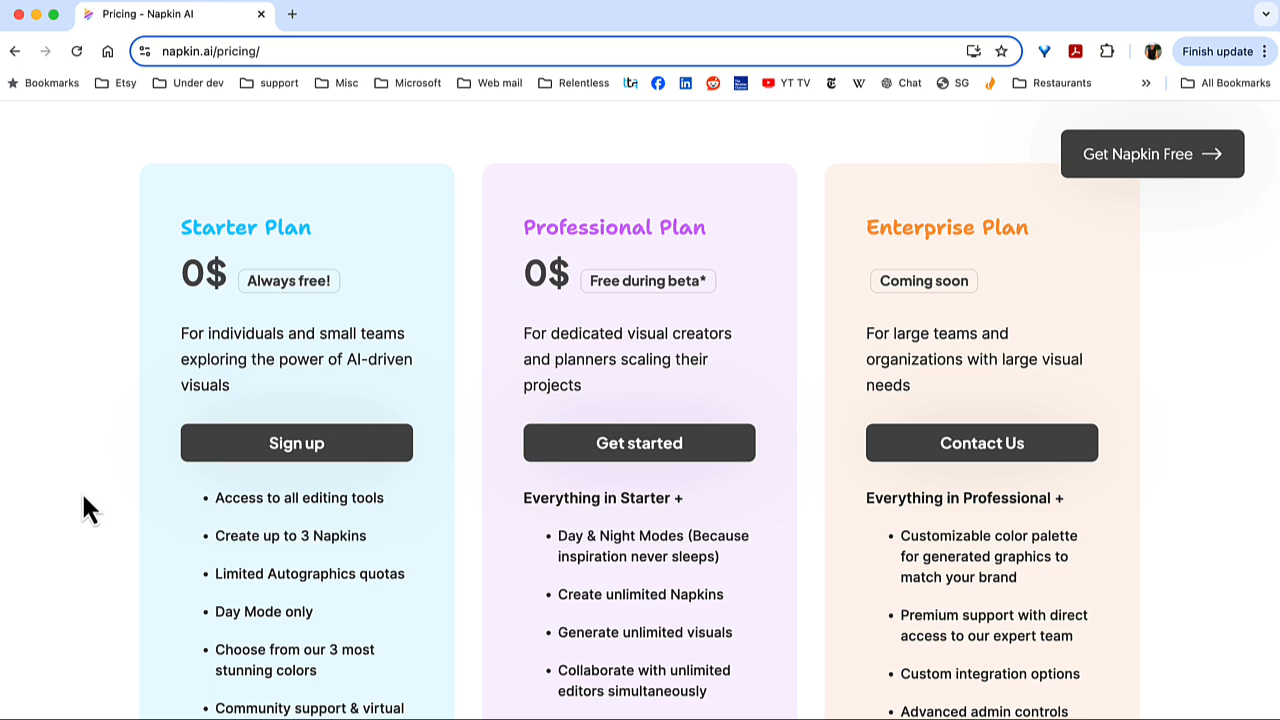 Pricing - Napkin AI
napkin.ai/pricing/
Finish update
Bookmarks Etsy Under dev support Misc Microsoft Web mail Relentless YT TV Chat SG Restaurants All Bookmarks
Get Napkin Free
Starter Plan
0$ Always free!
For individuals and small teams
exploring the power of AI-driven
visuals
Sign up
• Access to all editing tools
• Create up to 3 Napkins
• Limited Autographics quotas
• Day Mode only
• Choose from our 3 most
stunning colors
• Community support & virtual
Professional Plan
0$ Free during beta*
For dedicated visual creators
and planners scaling their
projects
Get started
Everything in Starter +
• Day & Night Modes (Because
inspiration never sleeps)
• Create unlimited Napkins
• Generate unlimited visuals
• Collaborate with unlimited
editors simultaneously
Enterprise Plan
Coming soon
For large teams and
organizations with large visual
needs
Contact Us
Everything in Professional +
• Customizable color palette
for generated graphics to
match your brand
• Premium support with direct
access to our expert team
• Custom integration options
• Advanced admin controls